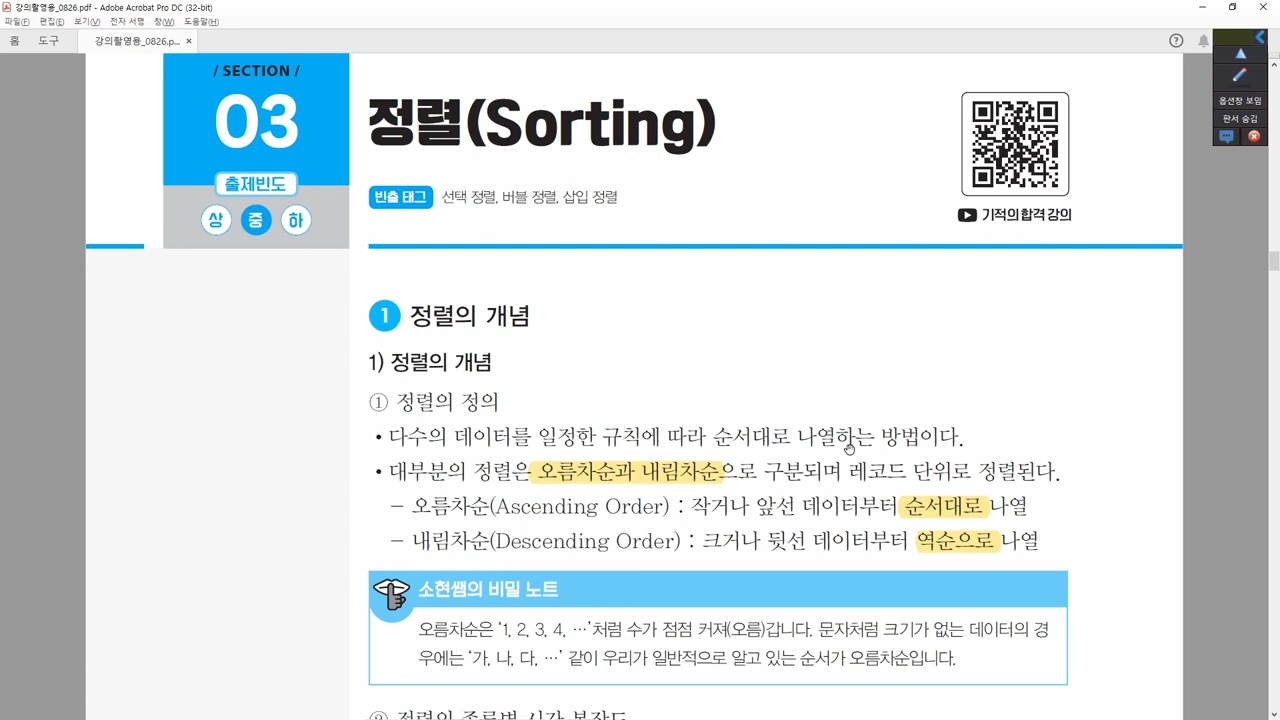 강의촬영용_0826.pdf - Adobe Acrobat Pro DC (32-bit)
파일(F) 편집(E) 보기(V) 전자 서명 창(W) 도움말(H)
홈 도구 강의촬영용_0826.p... ×
옵션창 보임
판서 숨김
/ SECTION /
03
출제빈도
상 중 하
정렬(Sorting)
빈출 태그 선택 정렬, 버블 정렬, 삽입 정렬
기적의 합격 강의
1 정렬의 개념
1) 정렬의 개념
① 정렬의 정의
• 다수의 데이터를 일정한 규칙에 따라 순서대로 나열하는 방법이다.
• 대부분의 정렬은 오름차순과 내림차순으로 구분되며 레코드 단위로 정렬된다.
– 오름차순(Ascending Order) : 작거나 앞선 데이터부터 순서대로 나열
– 내림차순(Descending Order) : 크거나 뒷선 데이터부터 역순으로 나열
소현쌤의 비밀 노트
오름차순은 ‘1, 2, 3, 4, …’처럼 수가 점점 커져(오름)갑니다. 문자처럼 크기가 없는 데이터의 경
우에는 ‘가, 나, 다, …’ 같이 우리가 일반적으로 알고 있는 순서가 오름차순입니다.
② 정렬의 종류별 시간 복잡도